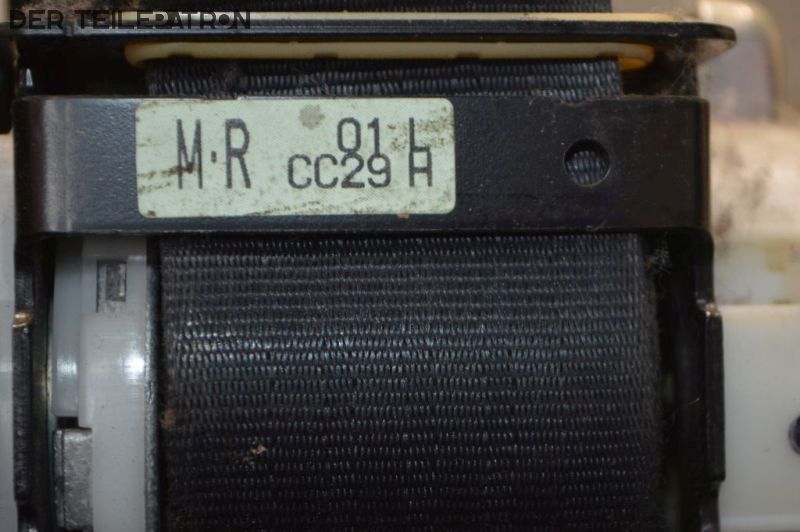 DER TEILEPATRON
M·R 01 L
CC29 H